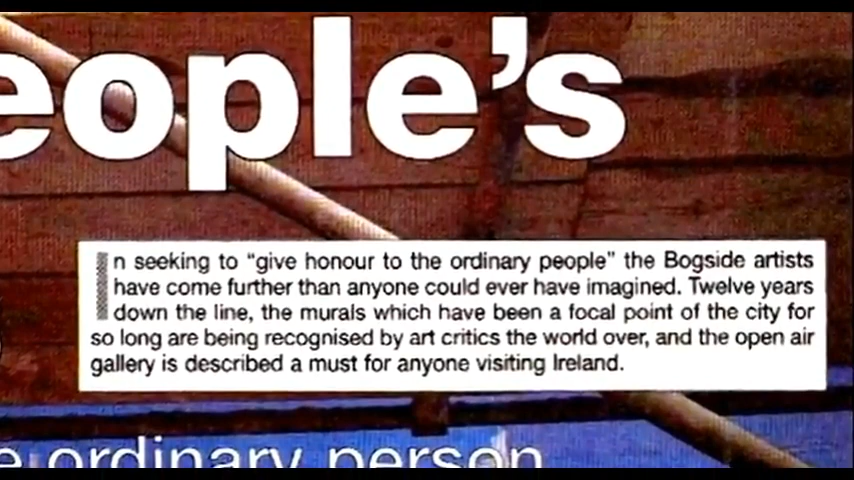 eople's
In seeking to "give honour to the ordinary people" the Bogside artists
have come further than anyone could ever have imagined. Twelve years
down the line, the murals which have been a focal point of the city for
so long are being recognised by art critics the world over, and the open air
gallery is described a must for anyone visiting Ireland.
e ordinary person